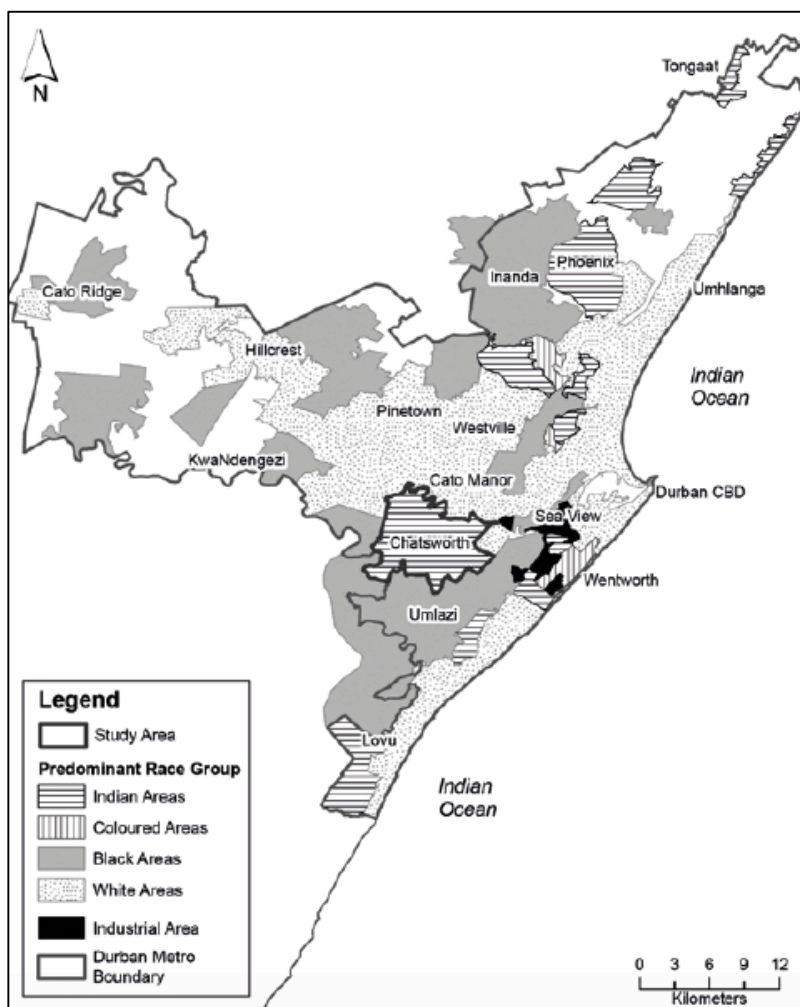 N
Tongaat
Inanda
Phoenix
Umhlanga
Cato Ridge
Hillcrest
Indian
Ocean
Pinetown
Westville
KwaNdengezi
Cato Manor
Durban CBD
Sea View
Chatsworth
Wentworth
Umlazi
Lovu
Indian
Ocean
Legend
Study Area
Predominant Race Group
Indian Areas
Coloured Areas
Black Areas
White Areas
Industrial Area
Durban Metro
Boundary
0 3 6 9 12
Kilometers